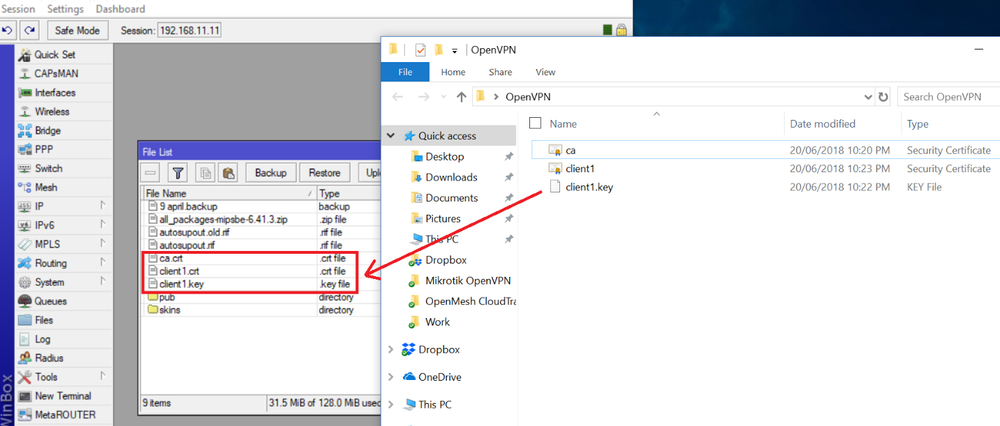 Session Settings Dashboard
Safe Mode Session: 192.168.11.11
Quick Set
CAPsMAN
Interfaces
Wireless
Bridge
PPP
Switch
Mesh
255 IP
v6 IPv6
MPLS
Routing
System
Queues
Files
Log
Radius
Tools
New Terminal
MetaROUTER
WinBox
File List
Backup Restore Uplo
File Name / Type
9 april.backup backup
all_packages-mipsbe-6.41.3.zip .zip file
autosupout.old.rif .rif file
autosupout.rif .rif file
ca.crt .crt file
client1.crt .crt file
client1.key .key file
pub directory
skins directory
9 items 31.5 MiB of 128.0 MiB used
OpenVPN
File Home Share View
OpenVPN Search OpenVPN
Quick access
Desktop
Downloads
Documents
Pictures
This PC
Dropbox
Mikrotik OpenVPN
OpenMesh CloudTra
Work
Dropbox
OneDrive
This PC
Name Date modified Type
ca 20/06/2018 10:20 PM Security Certificate
client1 20/06/2018 10:23 PM Security Certificate
client1.key 20/06/2018 10:22 PM KEY File